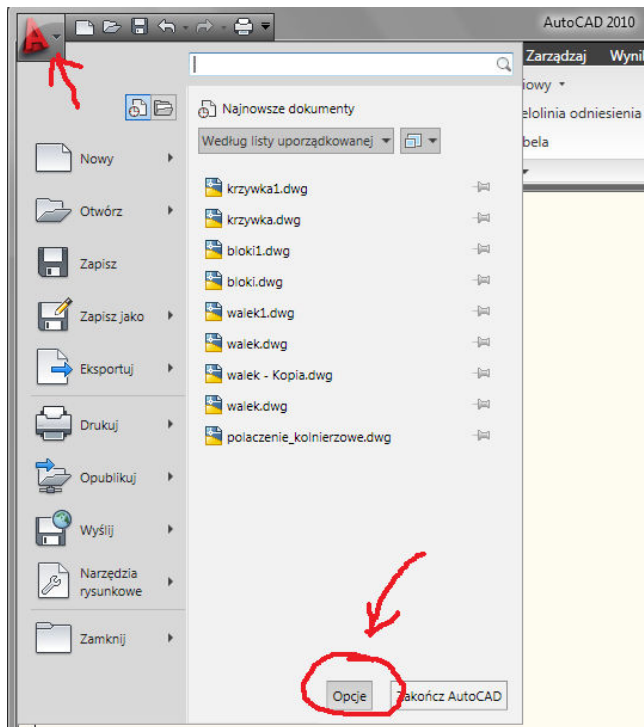 AutoCAD 2010
Zarządzaj
iowy
elolinia odniesienia
bela
Najnowsze dokumenty
Według listy uporządkowanej
krzywka1.dwg
krzywka.dwg
bloki1.dwg
bloki.dwg
walek1.dwg
walek.dwg
walek - Kopia.dwg
walek.dwg
polaczenie_kolnierzowe.dwg
Nowy
Otwórz
Zapisz
Zapisz jako
Eksportuj
Drukuj
Opublikuj
Wyślij
Narzędzia
rysunkowe
Zamknij
Opcje
Zakończ AutoCAD